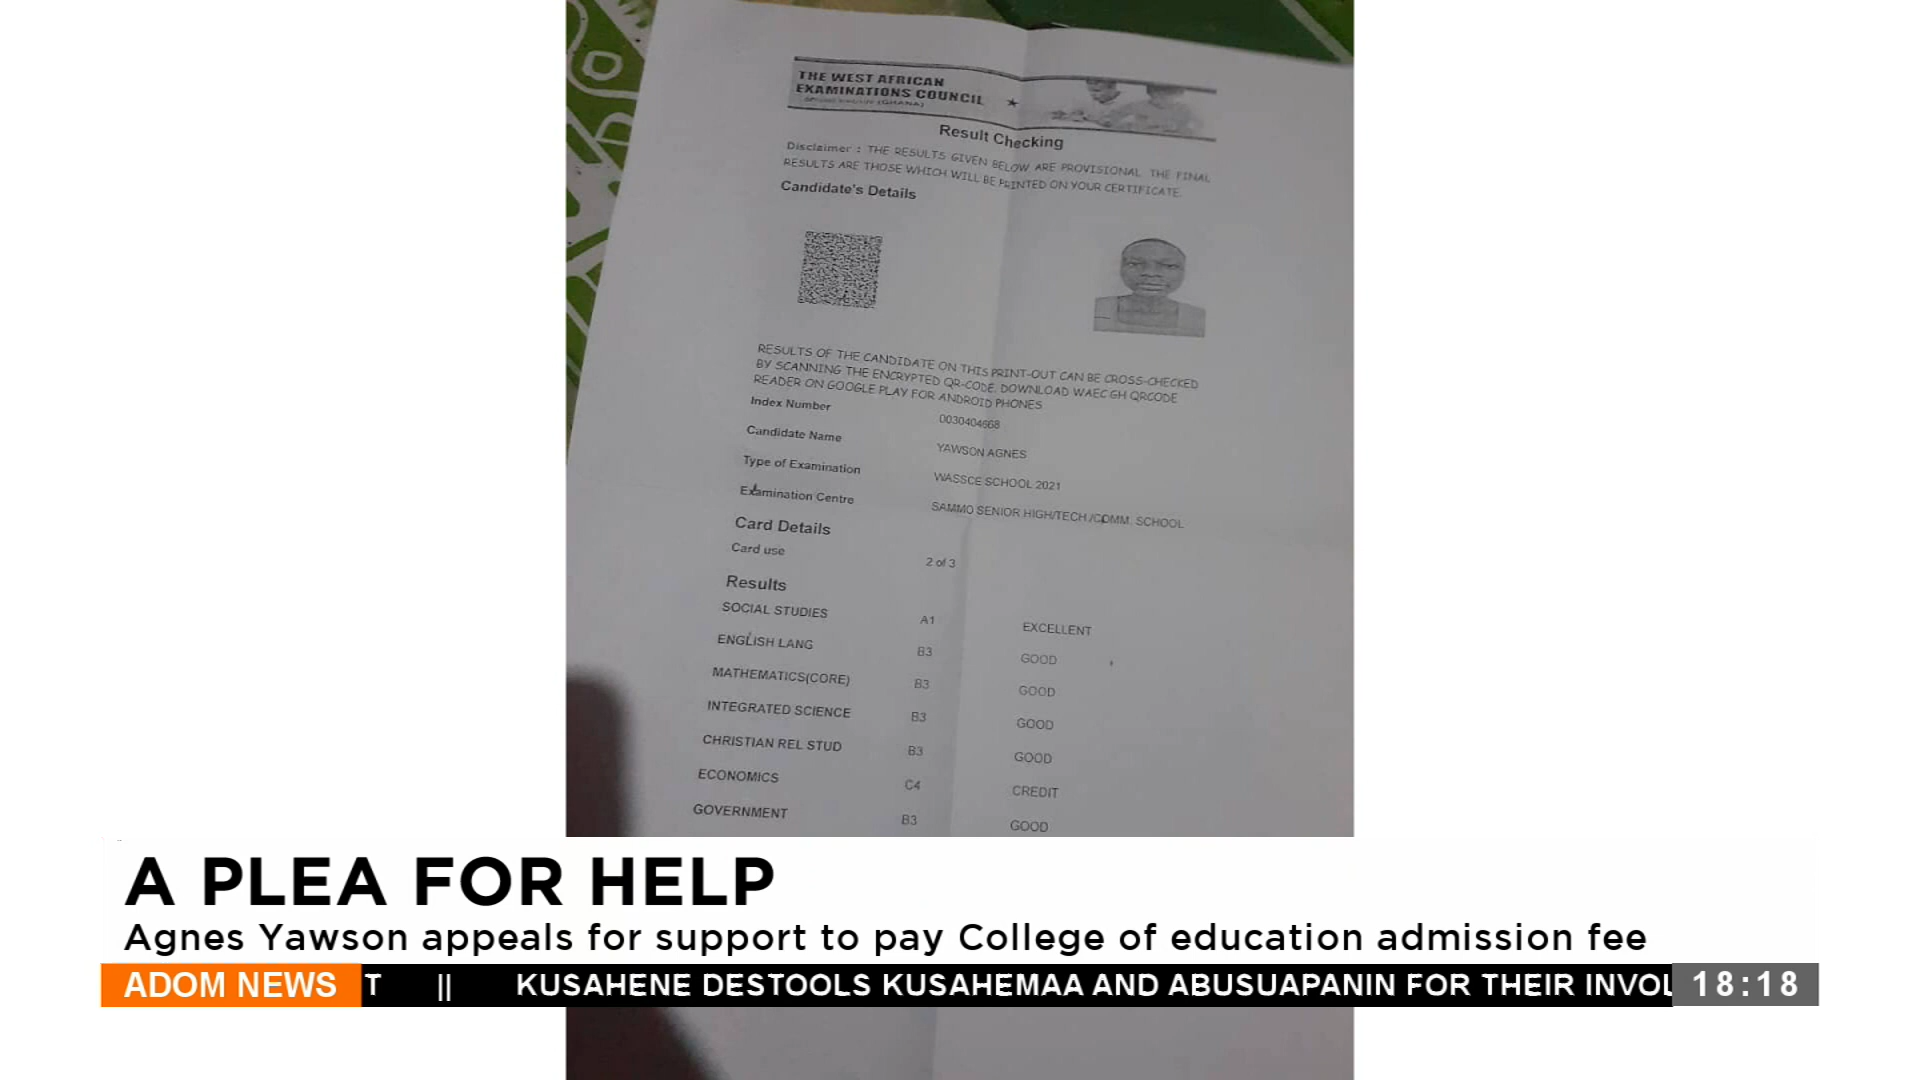 THE WEST AFRICAN
EXAMINATIONS COUNCIL
Result Checking
Disclaimer : THE RESULTS GIVEN BELOW ARE PROVISIONAL. THE FINAL
RESULTS ARE THOSE WHICH WILL BE PRINTED ON YOUR CERTIFICATE.
Candidate's Details
RESULTS OF THE CANDIDATE ON THIS PRINT-OUT CAN BE CROSS-CHECKED
BY SCANNING THE ENCRYPTED QR-CODE. DOWNLOAD WAEC GH QRCODE
READER ON GOOGLE PLAY FOR ANDROID PHONES
Index Number 0030404668
Candidate Name YAWSON AGNES
Type of Examination WASSCE SCHOOL 2021
Examination Centre SAMMO SENIOR HIGH/TECH /COMM. SCHOOL
Card Details
Card use 2 of 3
Results
SOCIAL STUDIES A1 EXCELLENT
ENGLISH LANG B3 GOOD
MATHEMATICS(CORE) B3 GOOD
INTEGRATED SCIENCE B3 GOOD
CHRISTIAN REL STUD B3 GOOD
ECONOMICS C4 CREDIT
GOVERNMENT B3 GOOD
A PLEA FOR HELP
Agnes Yawson appeals for support to pay College of education admission fee
ADOM NEWS T || KUSAHENE DESTOOLS KUSAHEMAA AND ABUSUAPANIN FOR THEIR INVOL 18:18